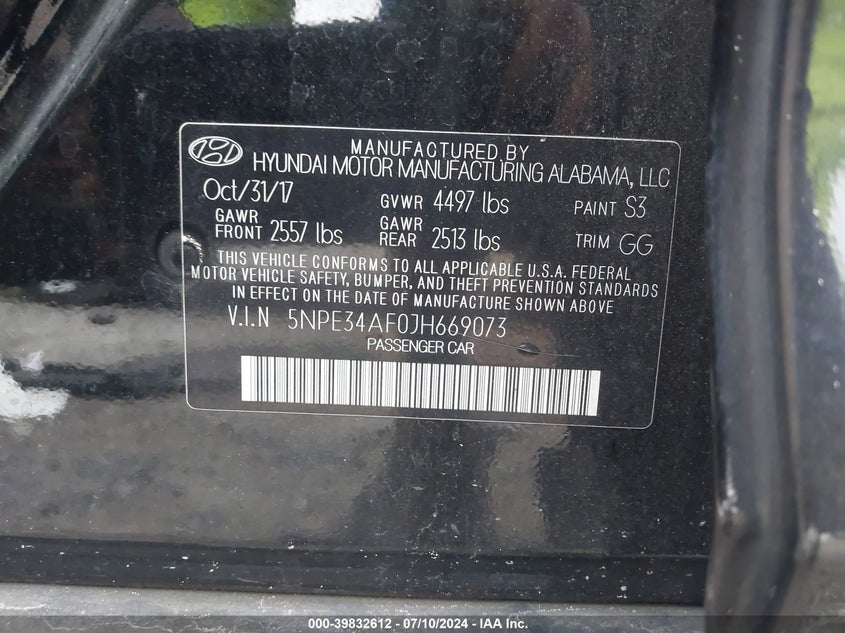 MANUFACTURED BY
HYUNDAI MOTOR MANUFACTURING ALABAMA, LLC
Oct/31/17 GVWR 4497 lbs PAINT S3
GAWR FRONT 2557 lbs GAWR REAR 2513 lbs TRIM GG
THIS VEHICLE CONFORMS TO ALL APPLICABLE U.S.A. FEDERAL
MOTOR VEHICLE SAFETY, BUMPER, AND THEFT PREVENTION STANDARDS
IN EFFECT ON THE DATE OF MANUFACTURE SHOWN ABOVE
V.I.N 5NPE34AF0JH669073
PASSENGER CAR
000-39832612 - 07/10/2024 - IAA Inc.